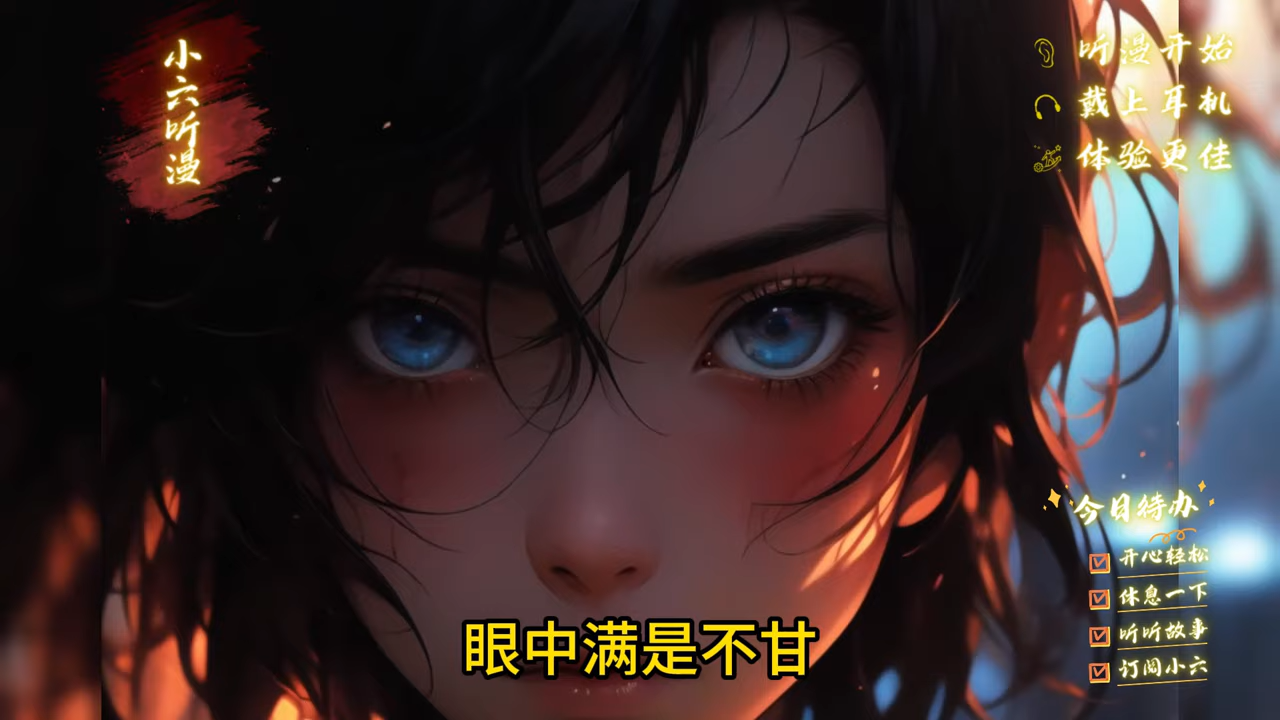 小六听漫
听漫开始
戴上耳机
体验更佳
今日待办
开心轻松
休息一下
听听故事
订阅小六
眼中满是不甘